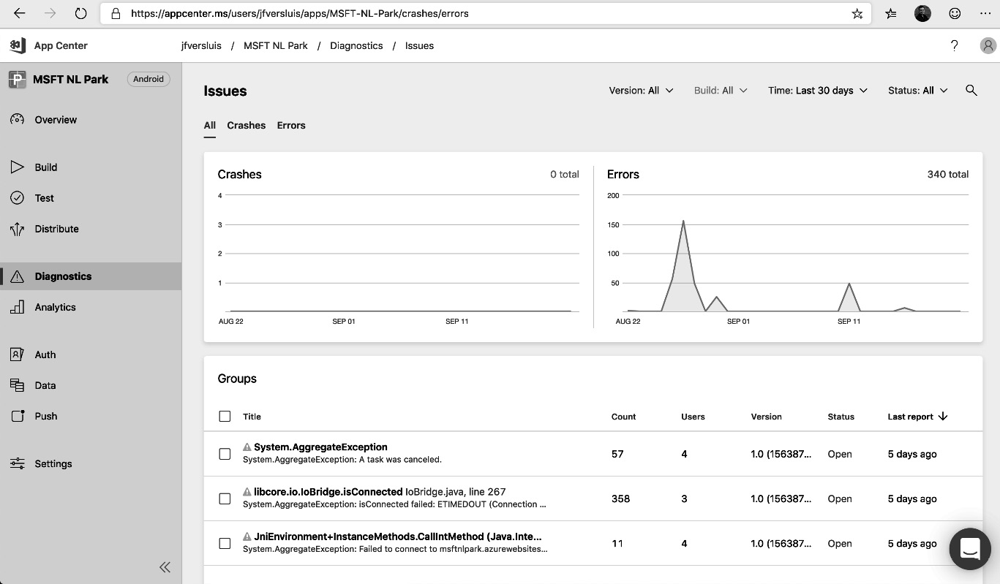 https://appcenter.ms/users/jfversluis/apps/MSFT-NL-Park/crashes/errors
App Center
jfversluis / MSFT NL Park / Diagnostics / Issues
?
P MSFT NL Park Android
Overview
Build
Test
Distribute
Diagnostics
Analytics
Auth
Data
Push
Settings
Issues
Version: All Build: All Time: Last 30 days Status: All
All Crashes Errors
Crashes 0 total
4
3
2
1
AUG 22 SEP 01 SEP 11
Errors 340 total
200
150
100
50
AUG 22 SEP 01 SEP 11
Groups
Title Count Users Version Status Last report
System.AggregateException
System.AggregateException: A task was canceled.
57 4 1.0 (156387... Open 5 days ago
libcore.io.IoBridge.isConnected IoBridge.java, line 267
System.AggregateException: isConnected failed: ETIMEDOUT (Connection ...
358 3 1.0 (156387... Open 5 days ago
JniEnvironment+InstanceMethods.CallIntMethod (Java.Inte...
System.AggregateException: Failed to connect to msftnlpark.azurewebsites...
11 4 1.0 (156387... Open 5 days ago